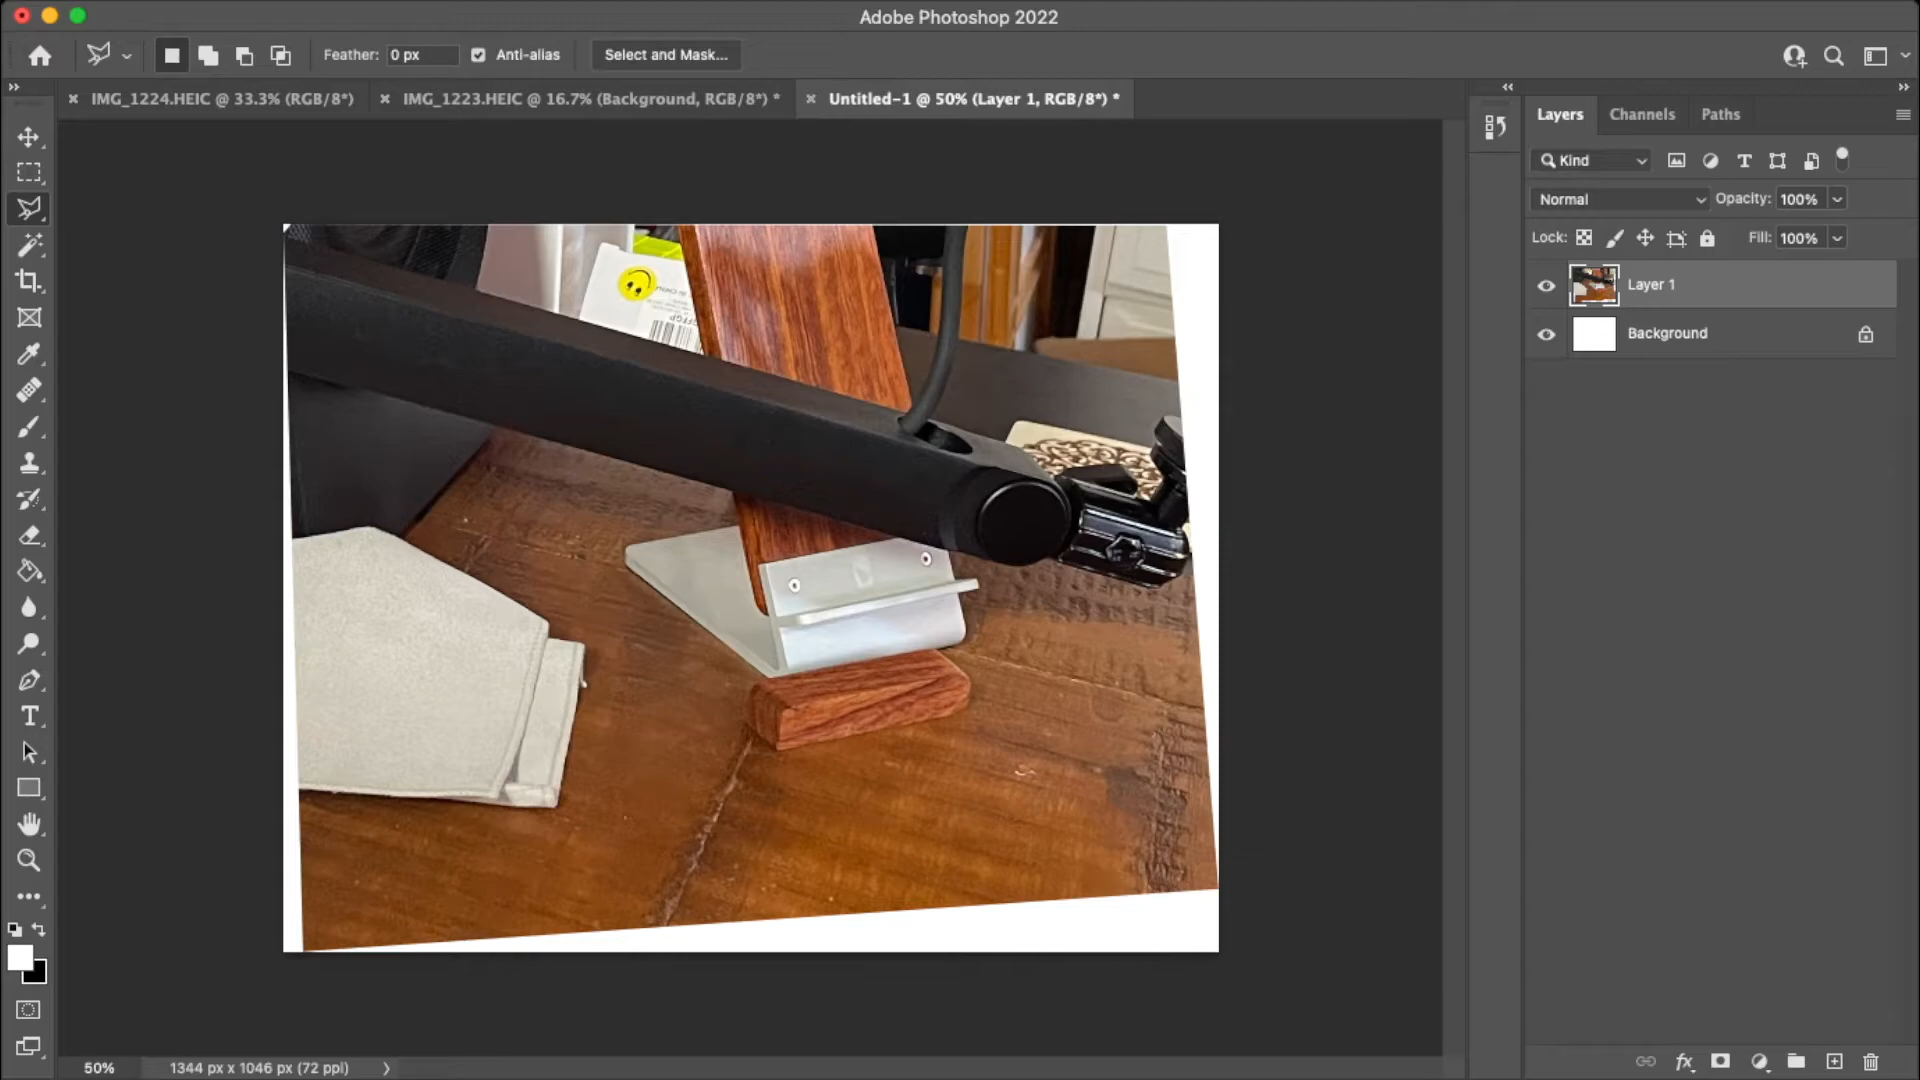 Adobe Photoshop 2022
Feather: 0 px Anti-alias Select and Mask...
IMG_1224.HEIC @ 33.3% (RGB/8*) IMG_1223.HEIC @ 16.7% (Background, RGB/8*) * Untitled-1 @ 50% (Layer 1, RGB/8*) *
Layers Channels Paths
Kind
Normal Opacity: 100%
Lock: Fill: 100%
Layer 1
Background
50% 1344 px x 1046 px (72 ppi)